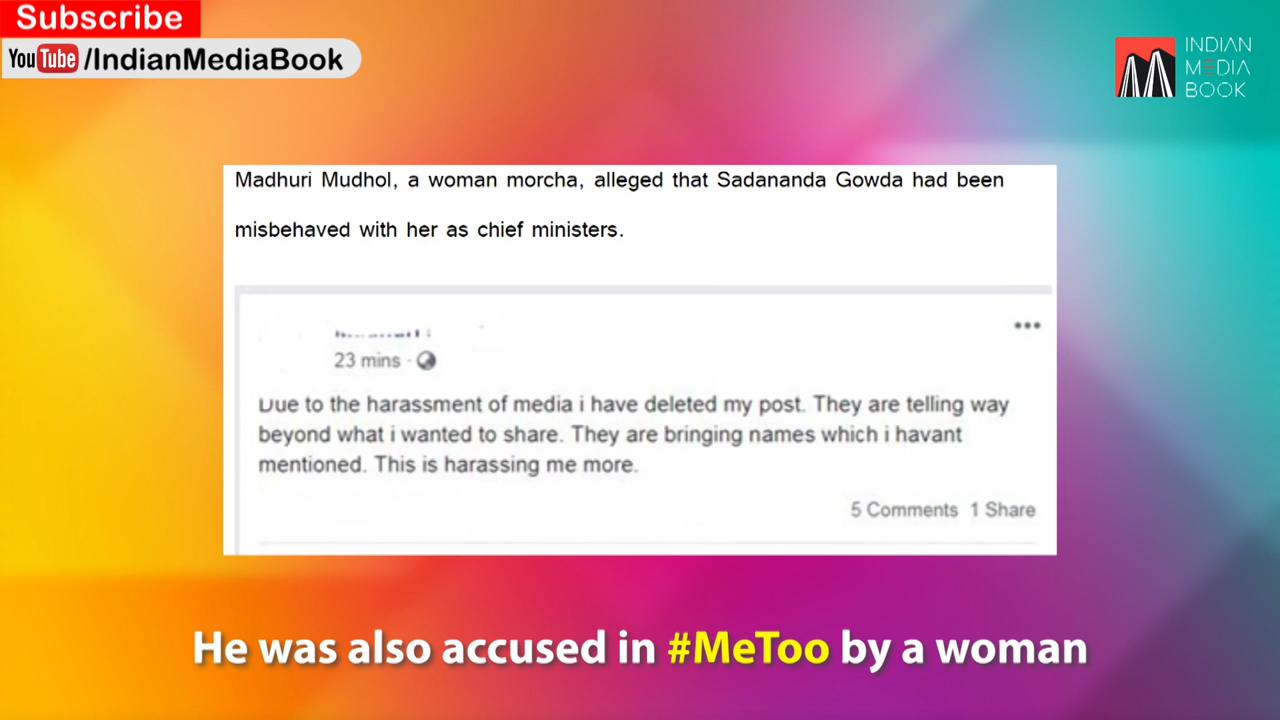 Subscribe
YouTube /IndianMediaBook
INDIAN
MEDIA
BOOK
Madhuri Mudhol, a woman morcha, alleged that Sadananda Gowda had been
misbehaved with her as chief ministers.
23 mins ·
Due to the harassment of media i have deleted my post. They are telling way
beyond what i wanted to share. They are bringing names which i havant
mentioned. This is harassing me more.
5 Comments 1 Share
He was also accused in #MeToo by a woman